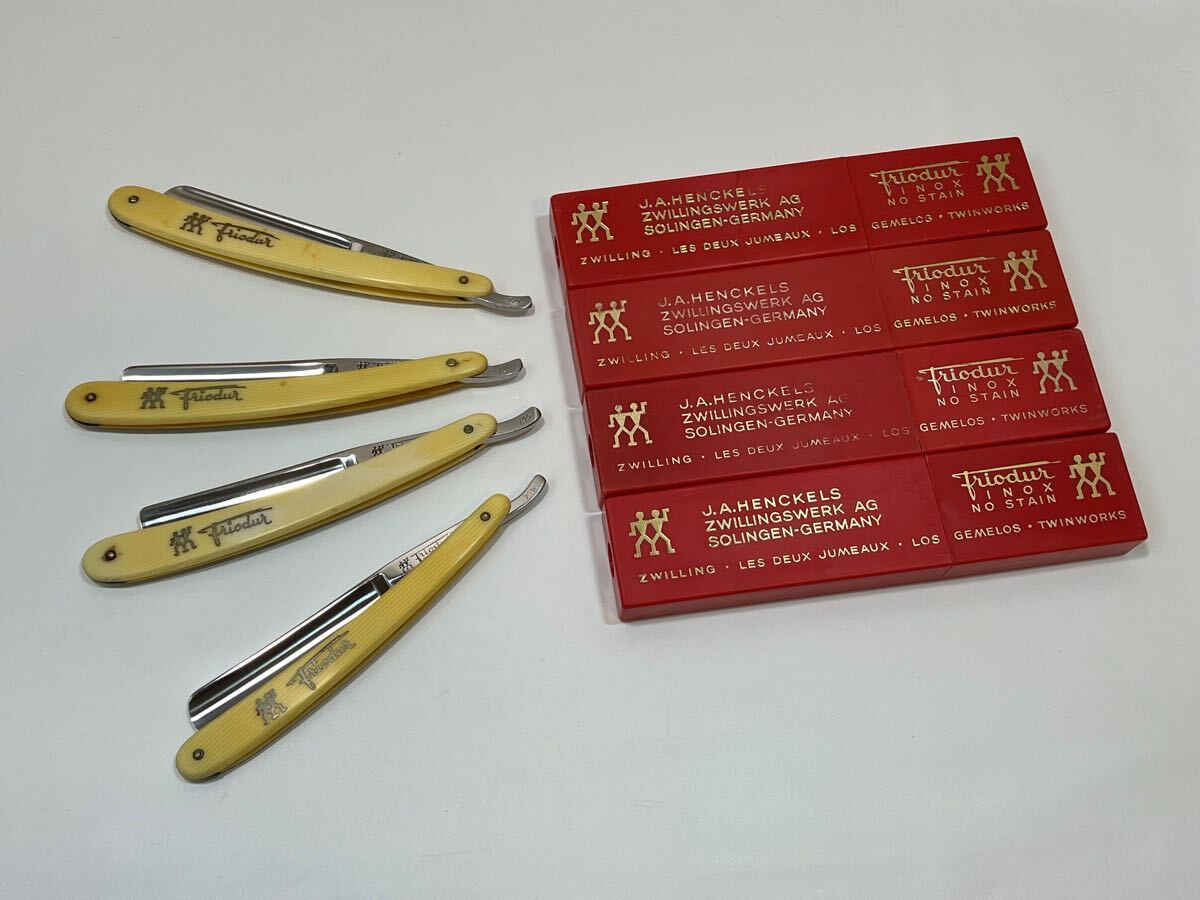 friodur
friodur
friodur
friodur
J.A.HENCKELS
ZWILLINGSWERK AG
SOLINGEN-GERMANY
ZWILLING · LES DEUX JUMEAUX · LOS GEMELOS · TWINWORKS
friodur
INOX
NO STAIN
J.A.HENCKELS
ZWILLINGSWERK AG
SOLINGEN-GERMANY
ZWILLING · LES DEUX JUMEAUX · LOS GEMELOS · TWINWORKS
friodur
INOX
NO STAIN
J.A.HENCKELS
ZWILLINGSWERK AG
SOLINGEN-GERMANY
ZWILLING · LES DEUX JUMEAUX · LOS GEMELOS · TWINWORKS
friodur
INOX
NO STAIN
J.A.HENCKELS
ZWILLINGSWERK AG
SOLINGEN-GERMANY
ZWILLING · LES DEUX JUMEAUX · LOS GEMELOS · TWINWORKS
friodur
INOX
NO STAIN